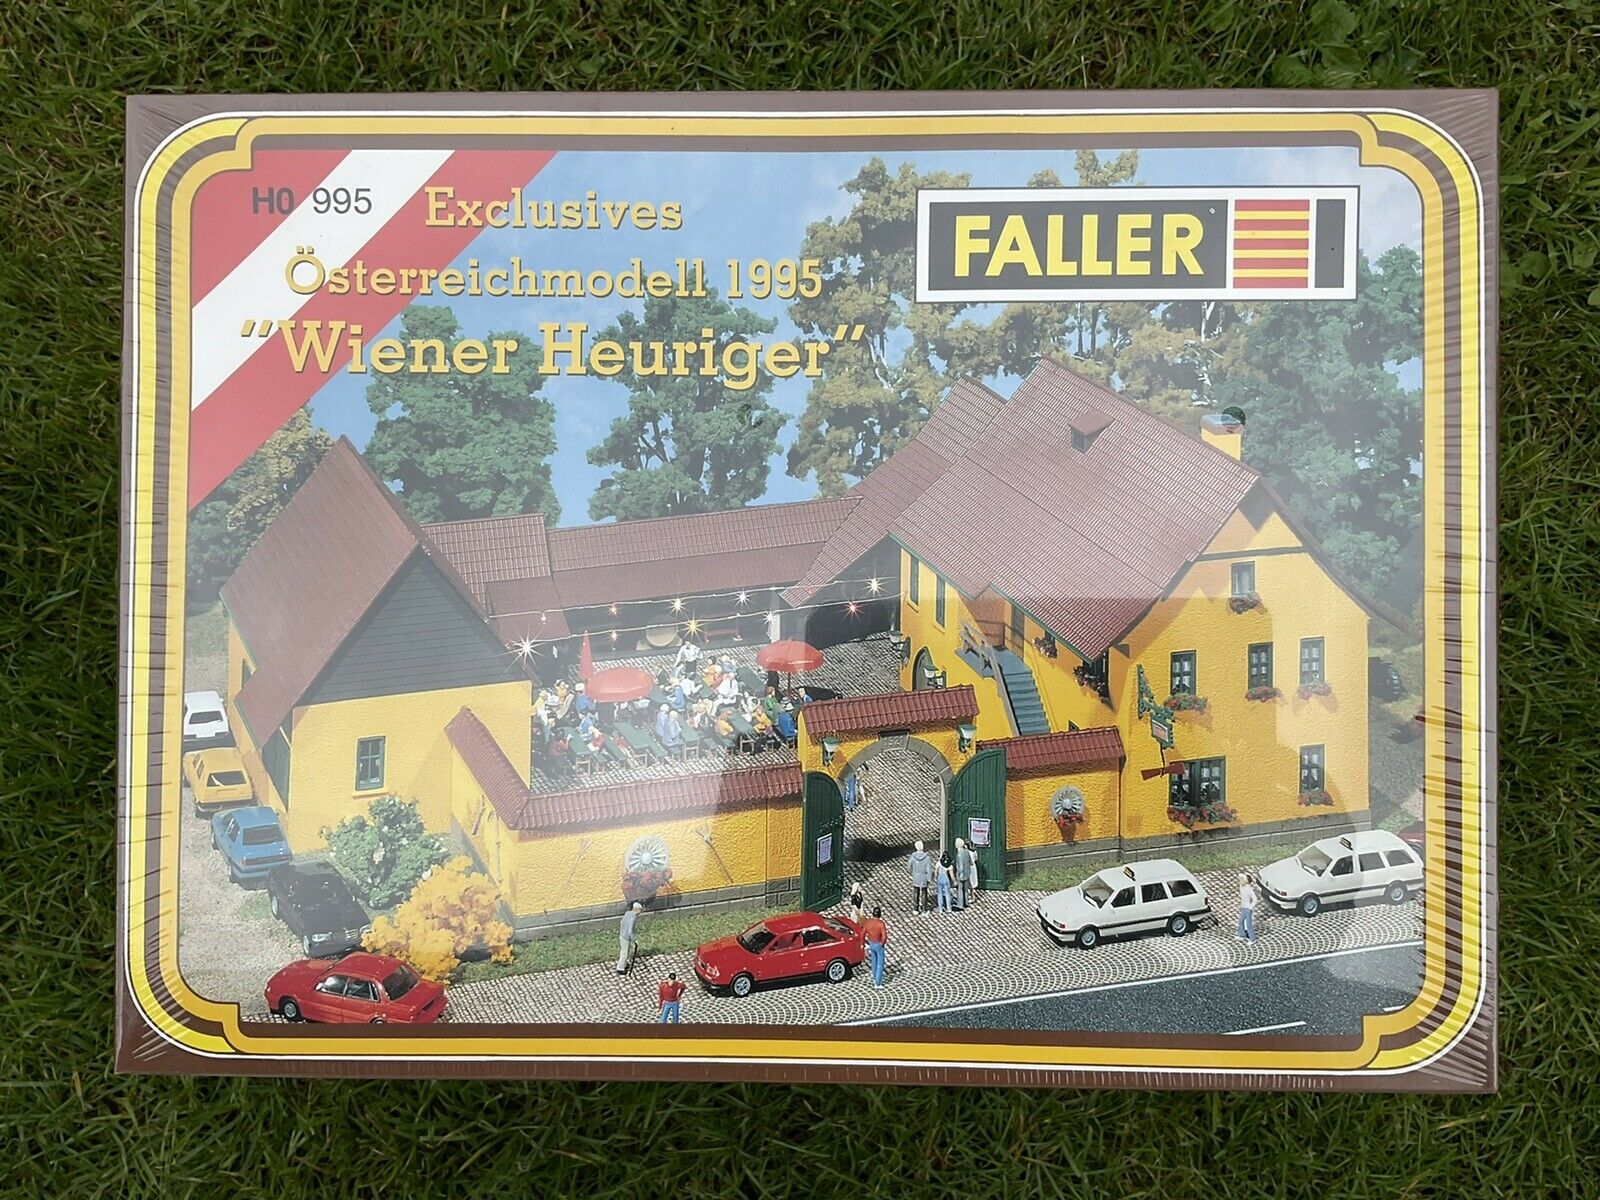 H0 995
Exclusives
Österreichmodell 1995
"Wiener Heuriger"
FALLER